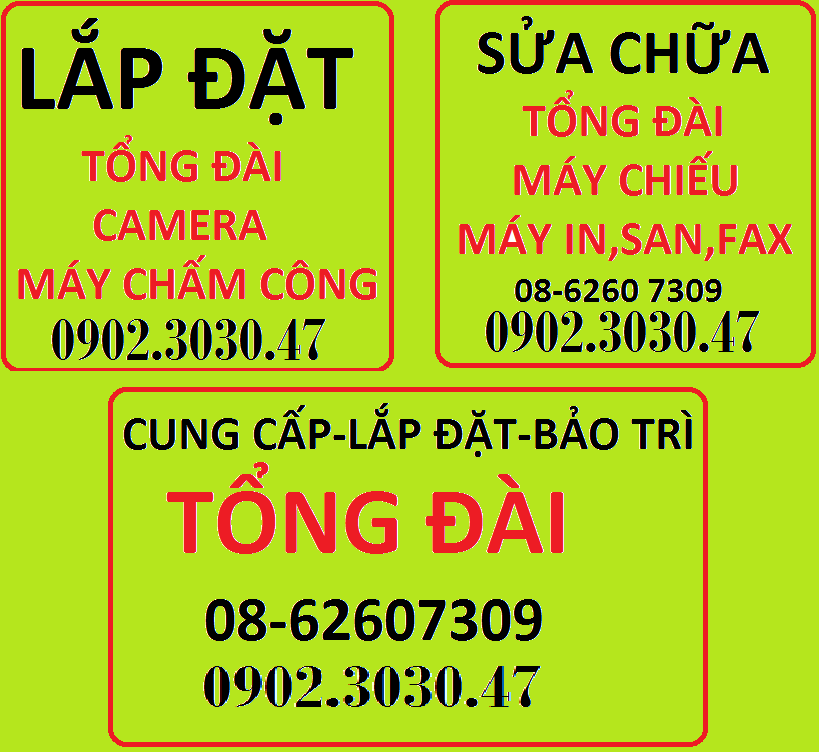 LẮP ĐẶT
TỔNG ĐÀI
CAMERA
MÁY CHẤM CÔNG
0902.3030.47
SỬA CHỮA
TỔNG ĐÀI
MÁY CHIẾU
MÁY IN,SAN,FAX
08-6260 7309
0902.3030.47
CUNG CẤP-LẮP ĐẶT-BẢO TRÌ
TỔNG ĐÀI
08-62607309
0902.3030.47